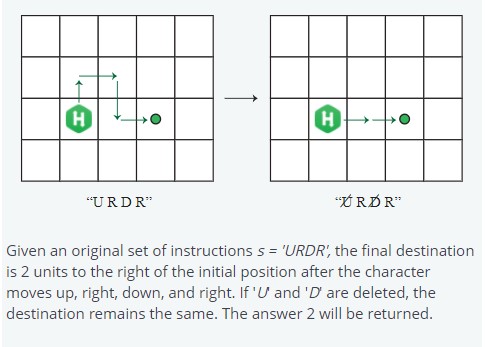 H
H
"URDR"
"URDR"
Given an original set of instructions s = 'URDR', the final destination
is 2 units to the right of the initial position after the character
moves up, right, down, and right. If 'U' and 'D' are deleted, the
destination remains the same. The answer 2 will be returned.